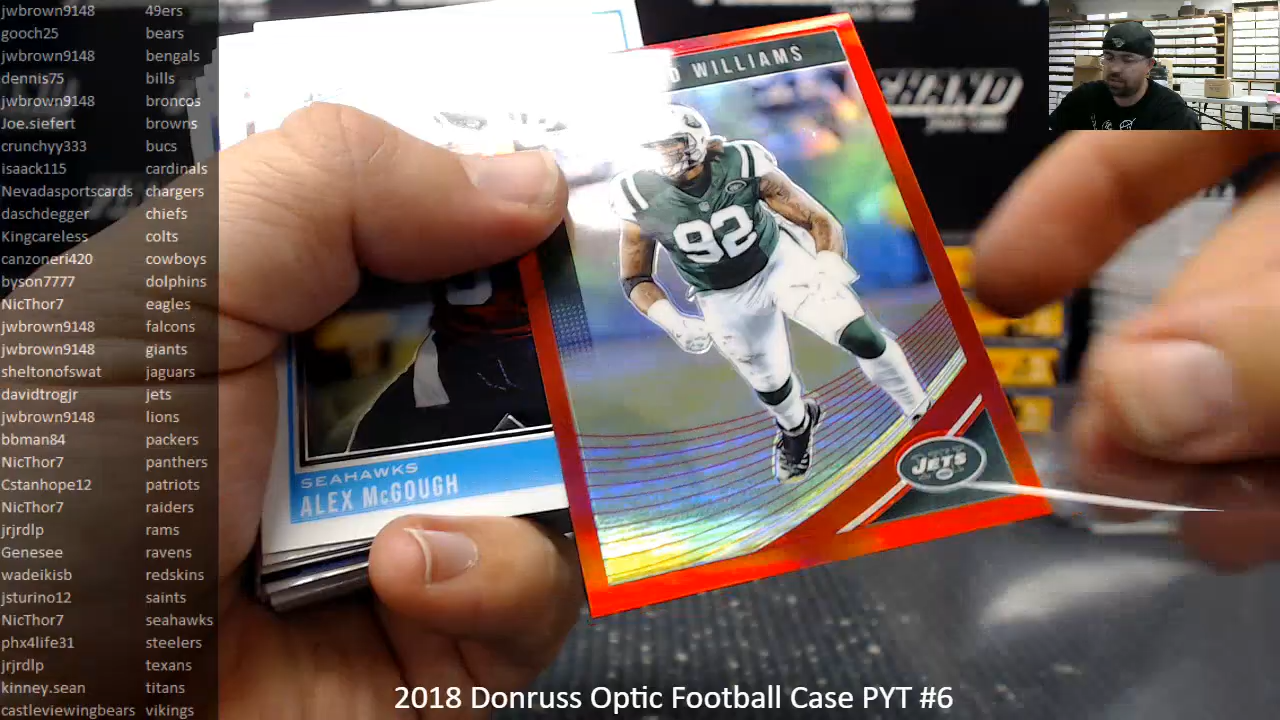 jwbrown9148 49ers
gooch25 bears
jwbrown9148 bengals
dennis75 bills
jwbrown9148 broncos
Joe.siefert browns
crunchyy333 bucs
isaack115 cardinals
Nevadasportscards chargers
daschdegger chiefs
Kingcareless colts
canzoneri420 cowboys
byson7777 dolphins
NicThor7 eagles
jwbrown9148 falcons
jwbrown9148 giants
sheltonofswat jaguars
davidtrogjr jets
jwbrown9148 lions
bbman84 packers
NicThor7 panthers
Cstanhope12 patriots
NicThor7 raiders
jrjrdlp rams
Genesee ravens
wadeikisb redskins
jsturino12 saints
NicThor7 seahawks
phx4life31 steelers
jrjrdlp texans
kinney.sean titans
castleviewingbears vikings
WILLIAMS
92
JETS
SEAHAWKS
ALEX McGOUGH
2018 Donruss Optic Football Case PYT #6